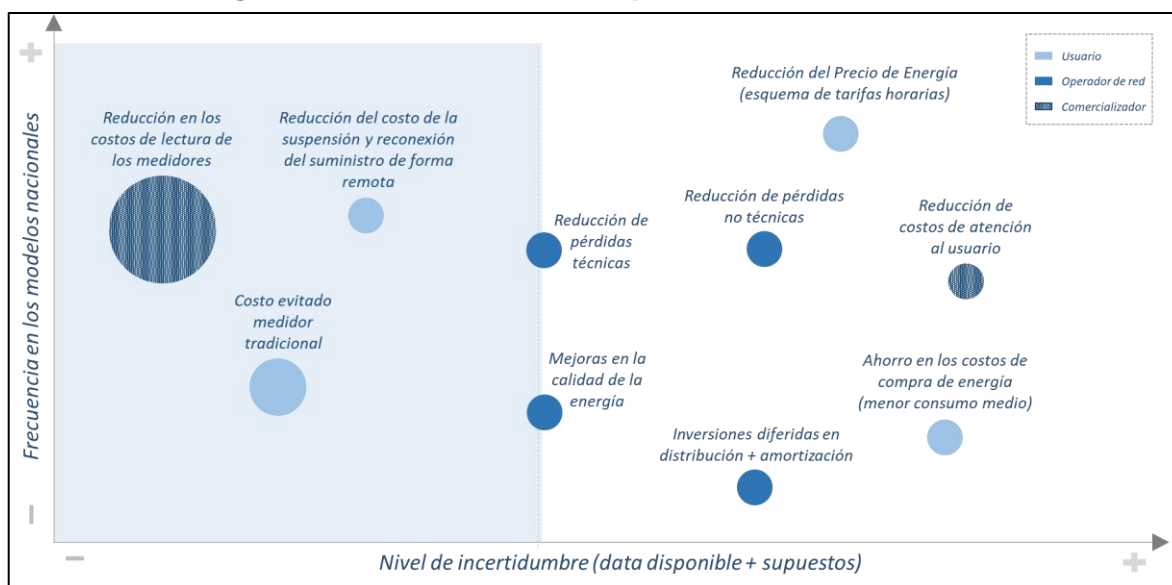 +
Frecuencia en los modelos nacionales
−
Reducción en los
costos de lectura de
los medidores
Reducción del costo de la
suspensión y reconexión
del suministro de forma
remota
Costo evitado
medidor
tradicional
Reducción de
pérdidas
técnicas
Mejoras en la
calidad de la
energía
Reducción del Precio de Energía
(esquema de tarifas horarias)
Reducción de pérdidas
no técnicas
Reducción de
costos de atención
al usuario
Ahorro en los costos de
compra de energía
(menor consumo medio)
Inversiones diferidas en
distribución + amortización
Usuario
Operador de red
Comercializador
−
Nivel de incertidumbre (data disponible + supuestos)
+